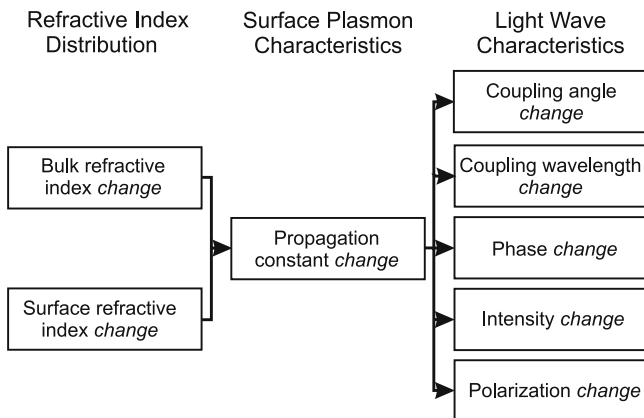 Refractive Index
Distribution
Surface Plasmon
Characteristics
Light Wave
Characteristics
Bulk refractive
index change
Surface refractive
index change
Propagation
constant change
Coupling angle
change
Coupling wavelength
change
Phase change
Intensity change
Polarization change